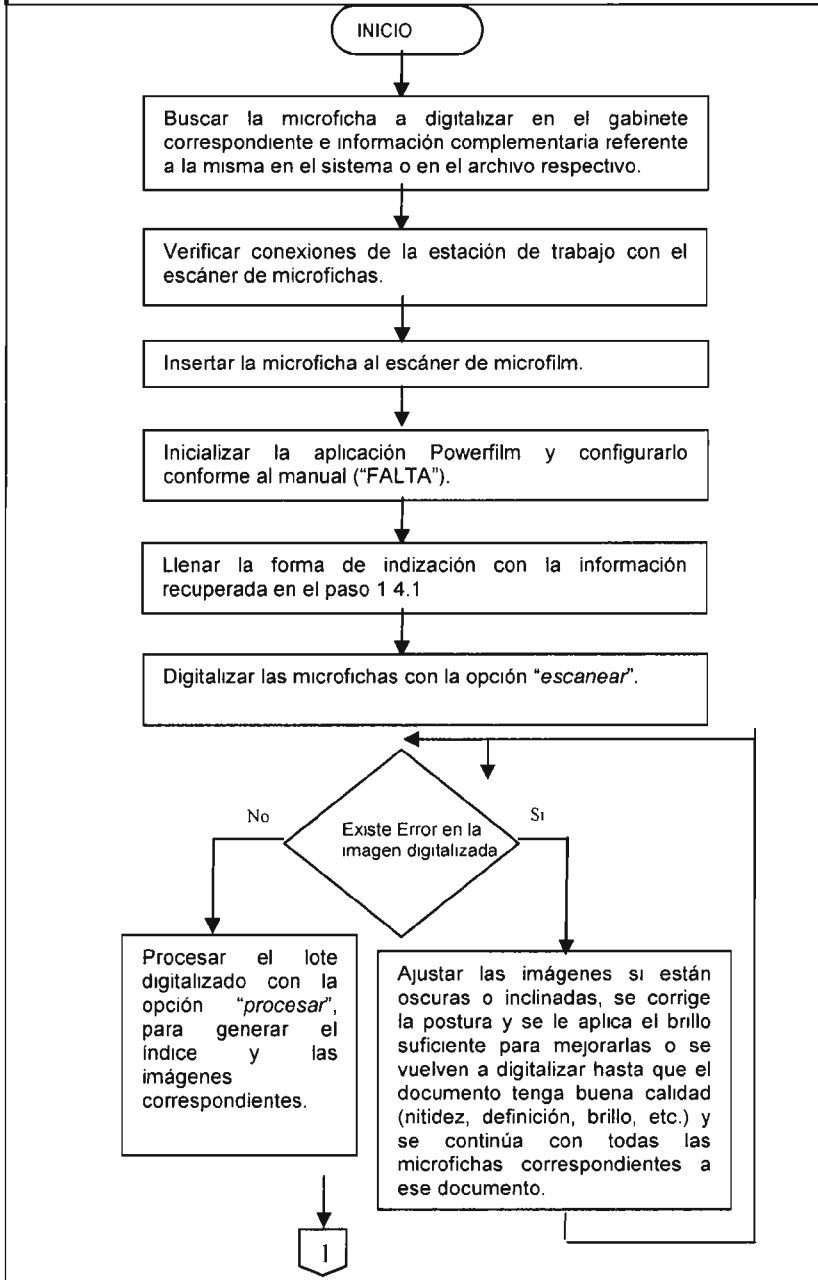 INICIO
Buscar la microficha a digitalizar en el gabinete
correspondiente e información complementaria referente
a la misma en el sistema o en el archivo respectivo.
Verificar conexiones de la estación de trabajo con el
escáner de microfichas.
Insertar la microficha al escáner de microfilm.
Inicializar la aplicación Powerfilm y configurarlo
conforme al manual (“FALTA”).
Llenar la forma de indización con la información
recuperada en el paso 1 4.1
Digitalizar las microfichas con la opción “escanear”.
No
Si
Existe Error en la
imagen digitalizada
Procesar el lote
digitalizado con la
opción “procesar”,
para generar el
índice y las
imágenes
correspondientes.
Ajustar las imágenes si están
oscuras o inclinadas, se corrige
la postura y se le aplica el brillo
suficiente para mejorarlas o se
vuelven a digitalizar hasta que el
documento tenga buena calidad
(nitidez, definición, brillo, etc.) y
se continúa con todas las
microfichas correspondientes a
ese documento.
1